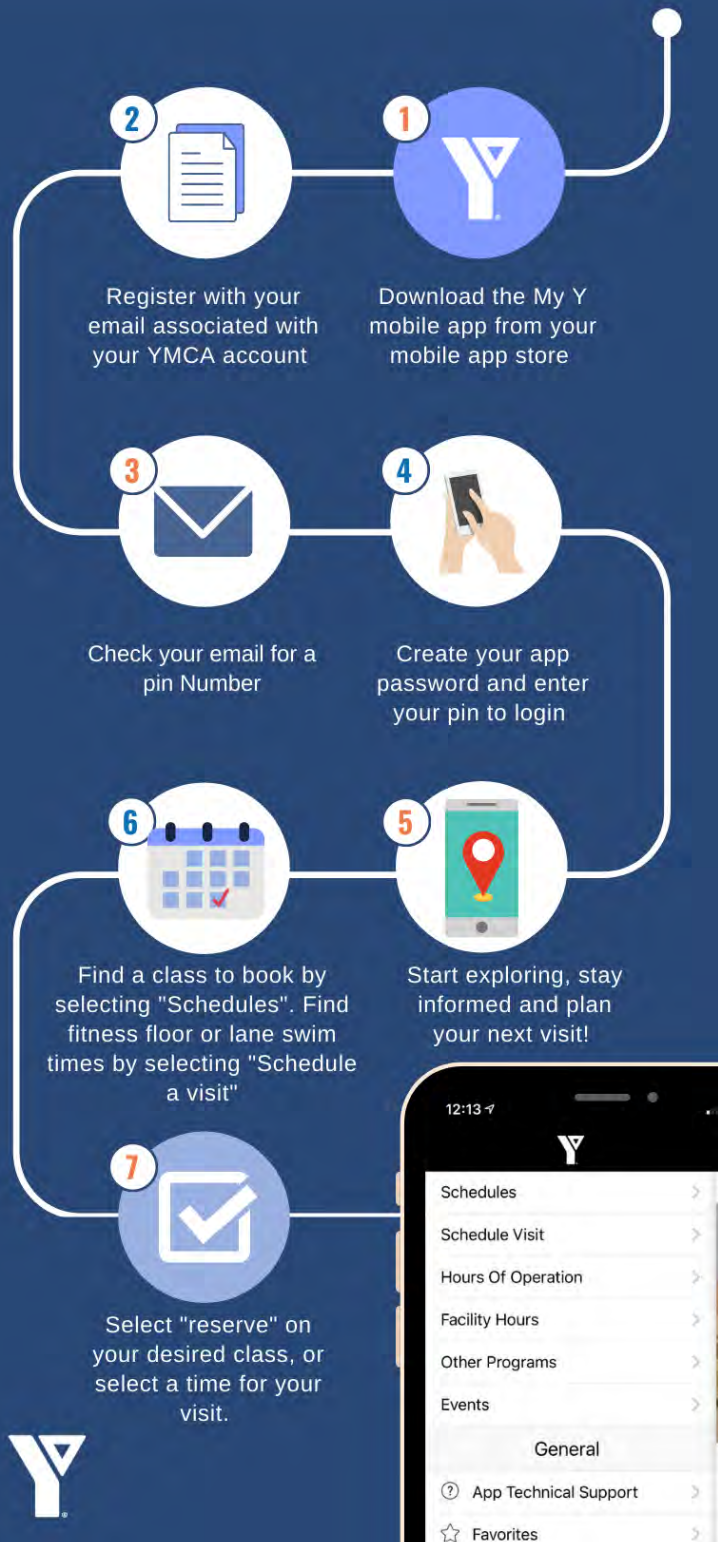 1
Download the My Y
mobile app from your
mobile app store
2
Register with your
email associated with
your YMCA account
3
Check your email for a
pin Number
4
Create your app
password and enter
your pin to login
5
Start exploring, stay
informed and plan
your next visit!
6
Find a class to book by
selecting "Schedules". Find
fitness floor or lane swim
times by selecting "Schedule
a visit"
7
Select "reserve" on
your desired class, or
select a time for your
visit.
12:13
Schedules
Schedule Visit
Hours Of Operation
Facility Hours
Other Programs
Events
General
App Technical Support
Favorites